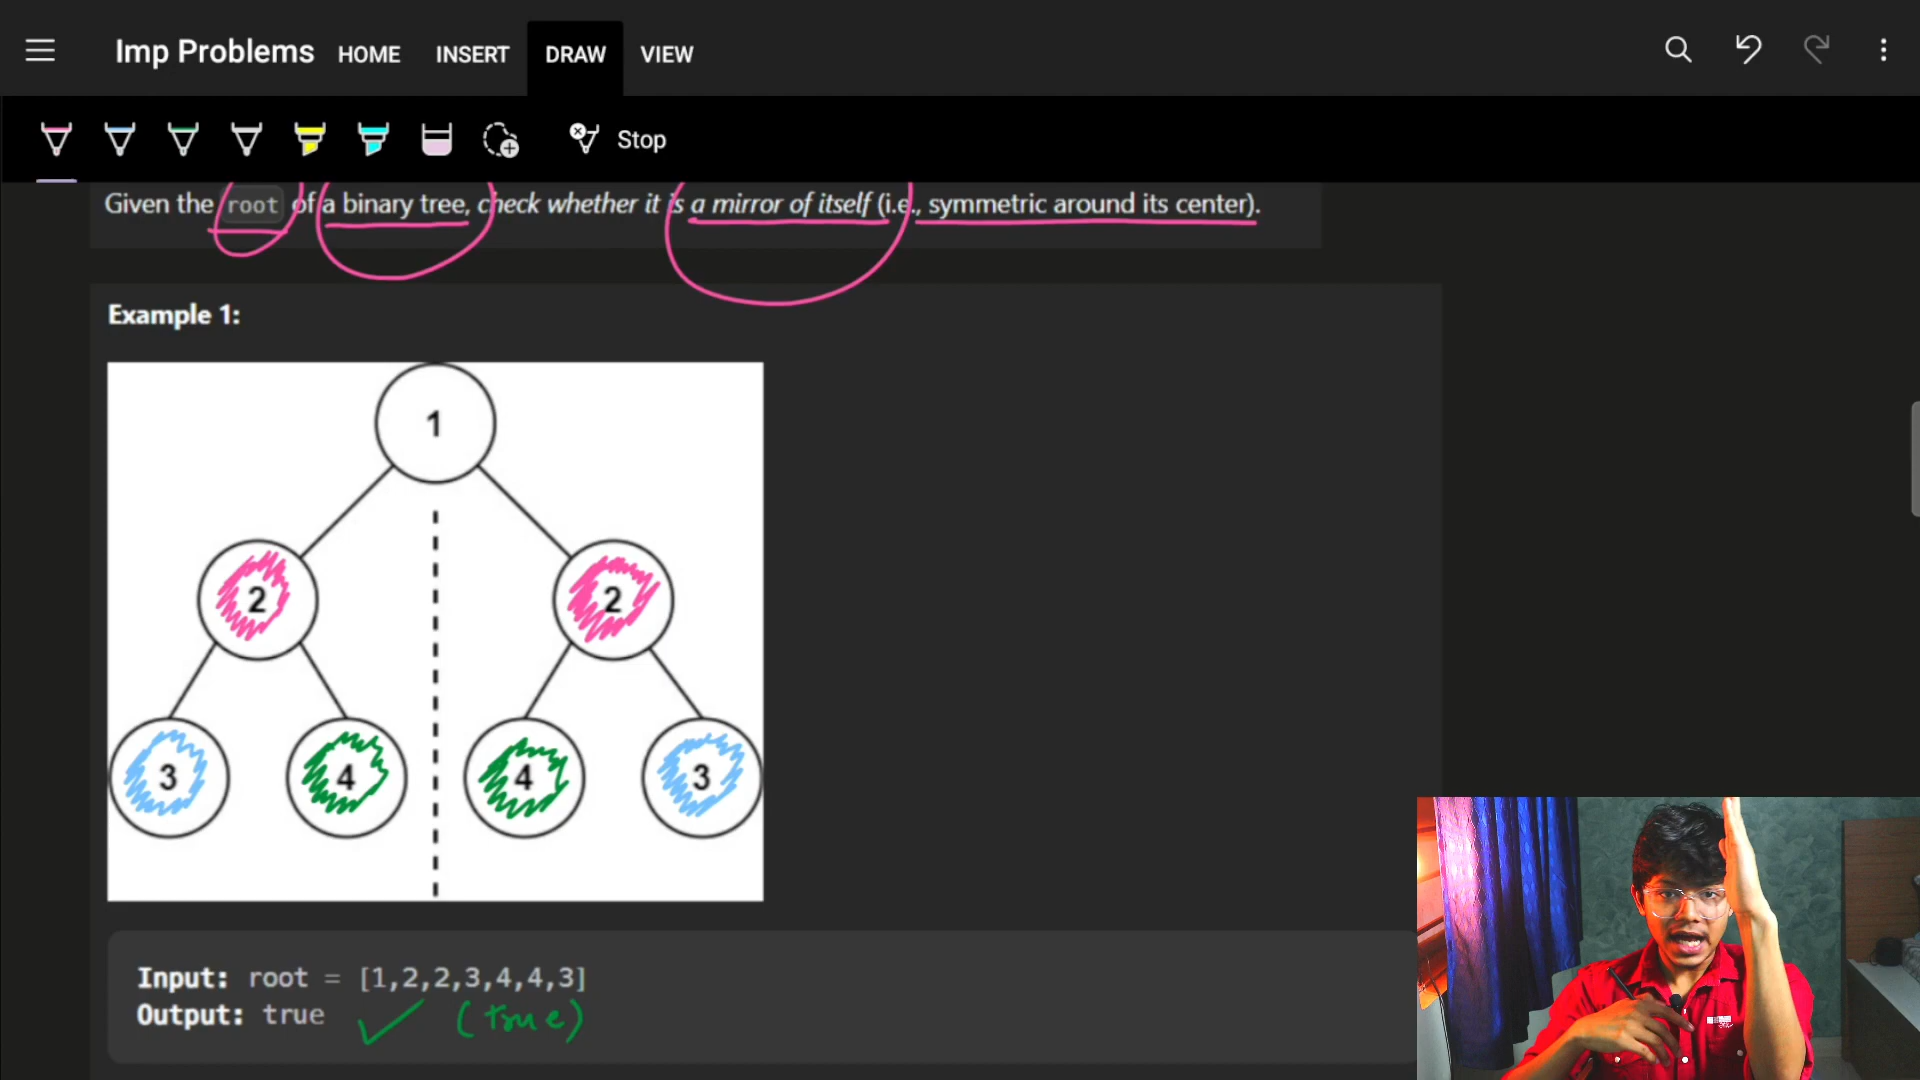 Imp Problems HOME INSERT DRAW VIEW
Stop
Given the root of a binary tree, check whether it is a mirror of itself (i.e., symmetric around its center).
Example 1:
1
2 2
3 4 4 3
Input: root = [1,2,2,3,4,4,3]
Output: true (true)